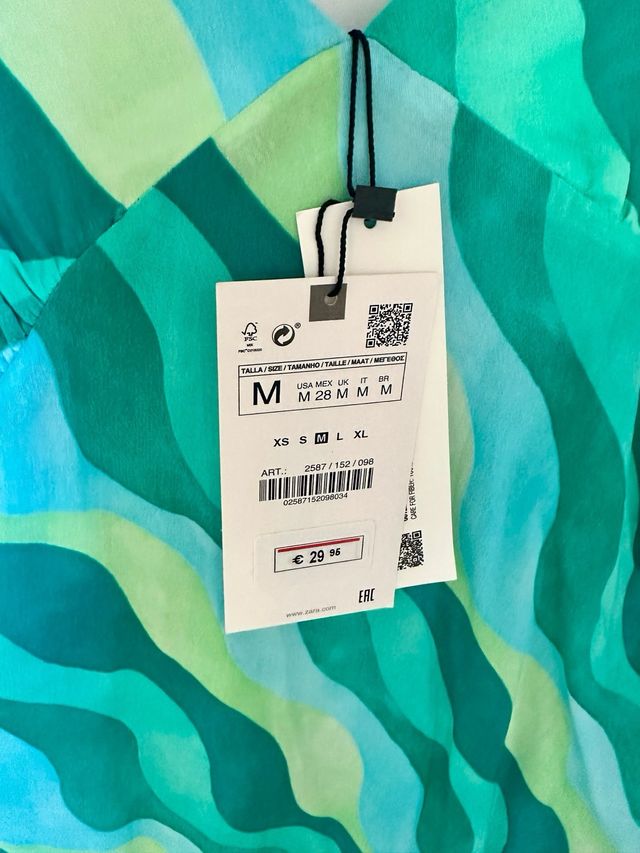 FSC
MIX
TALLA / SIZE / TAMANHO / TAILLE / MAAT / ΜΕΓΕΘΟΣ
M USA M MEX 28 UK M IT M BR M
XS S M L XL
ART.: 2587 / 152 / 098
02587152098034
€ 29 95
EAC
www.zara.com
CARE FOR FIBER